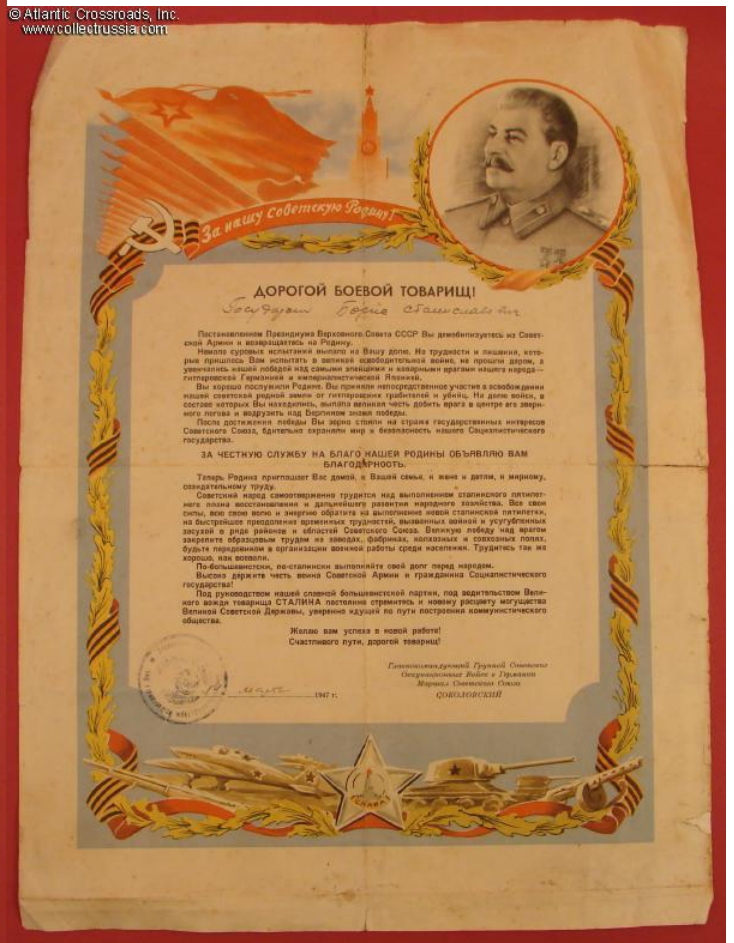 © Atlantic Crossroads, Inc.
www.collectrussia.com
За нашу Советскую Родину!
ДОРОГОЙ БОЕВОЙ ТОВАРИЩ!
Борис Станиславович
Постановлением Президиума Верховного Совета СССР Вы демобилизуетесь из Совет-
ской Армии и возвращаетесь на Родину.
Немало суровых испытаний выпало на Вашу долю. Но трудности и лишения, кото-
рые пришлось Вам испытать в великой освободительной войне, не прошли даром, а
увенчались нашей победой над самыми злейшими и коварными врагами нашего народа—
гитлеровской Германией и империалистической Японией.
Вы хорошо послужили Родине. Вы приняли непосредственное участие в освобождении
нашей советской родной земли от гитлеровских грабителей и убийц. На долю войск, в
составе которых Вы находились, выпала великая честь добить врага в центре его звери-
ного логова и водрузить над Берлином знамя победы.
После достижения победы Вы зорко стояли на страже государственных интересов
Советского Союза, бдительно охраняли мир и безопасность нашего Социалистического
государства.
ЗА ЧЕСТНУЮ СЛУЖБУ НА БЛАГО НАШЕЙ РОДИНЫ ОБЪЯВЛЯЮ ВАМ
БЛАГОДАРНОСТЬ.
Теперь Родина приглашает Вас домой, к Вашей семье, к жене и детям, к мирному,
созидательному труду.
Советский народ самоотверженно трудится над выполнением сталинского пятилет-
него плана восстановления и дальнейшего развития народного хозяйства. Все свои
силы, всю свою волю и энергию обратите на выполнение новой сталинской пятилетки,
на быстрейшее преодоление временных трудностей, вызванных войной и усугубленных
засухой в ряде районов и областей Советского Союза. Великую победу над врагом
закрепите образцовым трудом на заводах, фабриках, колхозных и совхозных полях,
будьте передовиком в организации военной работы среди населения. Трудитесь так же
хорошо, как воевали.
По-большевистски, по-сталински выполняйте свой долг перед народом.
Высоко держите честь воина Советской Армии и гражданина Социалистического
государства!
Под руководством нашей славной большевистской партии, под водительством Вели-
кого вождя товарища СТАЛИНА постоянно стремитесь к новому расцвету могущества
Великой Советской Державы, уверенно идущей по пути построения коммунистического
общества.
Желаю вам успеха в новой работе!
Счастливого пути, дорогой товарищ!
Главнокомандующий Группой Советских
Оккупационных Войск в Германии
Маршал Советского Союза
СОКОЛОВСКИЙ
марта 1947 г.
СЛАВА